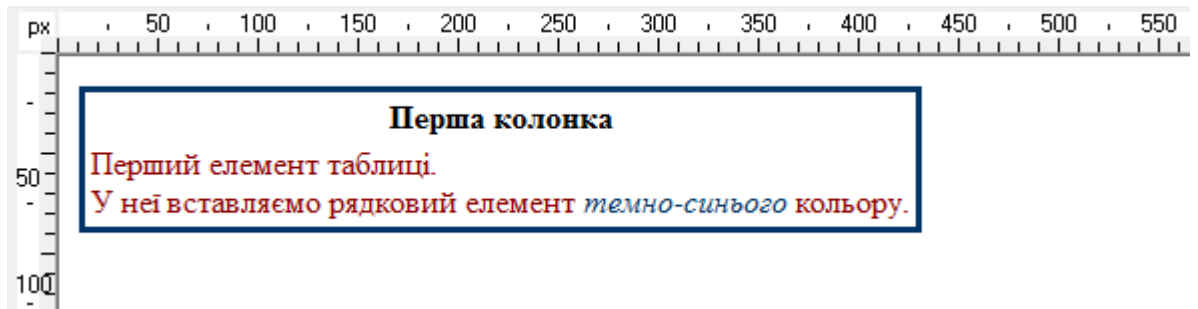 px 50 100 150 200 250 300 350 400 450 500 550
Перша колонка
Перший елемент таблиці.
50
У неї вставляємо рядковий елемент темно-синього кольору.
100